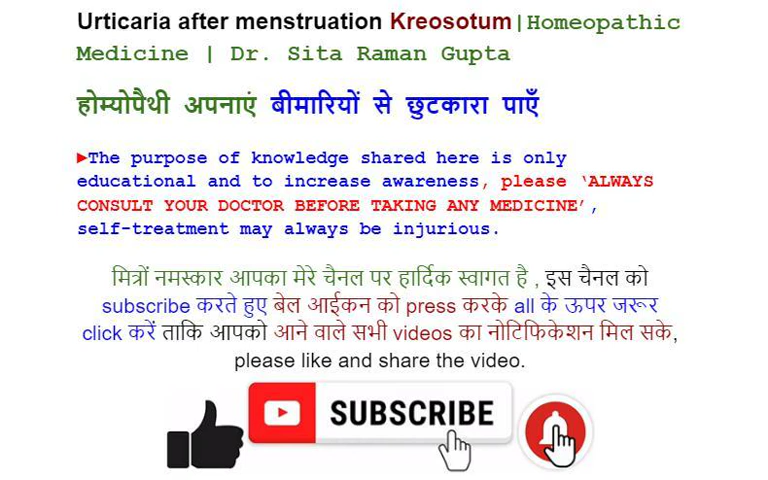 Urticaria after menstruation Kreosotum|Homeopathic
Medicine | Dr. Sita Raman Gupta
होम्योपैथी अपनाएं बीमारियों से छुटकारा पाएँ
►The purpose of knowledge shared here is only
educational and to increase awareness, please ‘ALWAYS
CONSULT YOUR DOCTOR BEFORE TAKING ANY MEDICINE’,
self-treatment may always be injurious.
मित्रों नमस्कार आपका मेरे चैनल पर हार्दिक स्वागत है , इस चैनल को
subscribe करते हुए बेल आईकन को press करके all के ऊपर जरूर
click करें ताकि आपको आने वाले सभी videos का नोटिफिकेशन मिल सके,
please like and share the video.
SUBSCRIBE